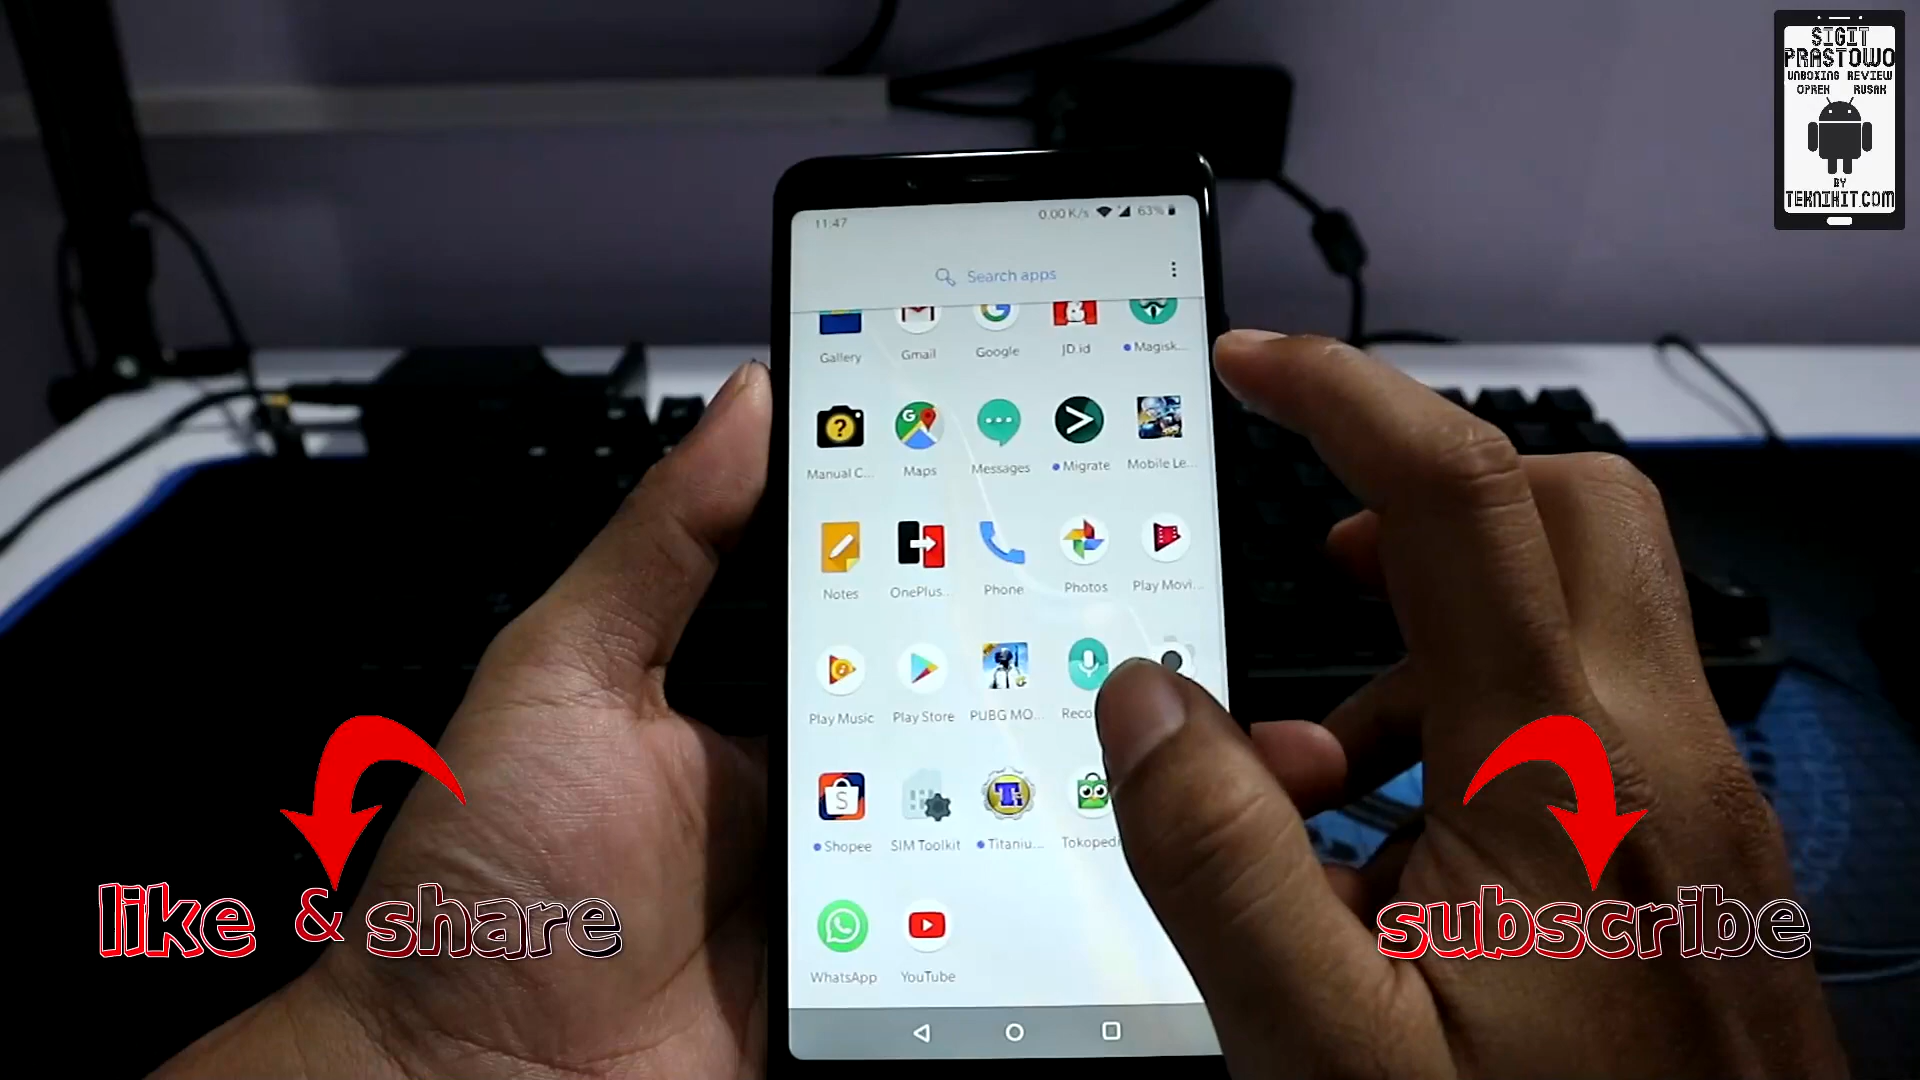 SIGIT
PRASTOWO
UNBOXING REVIEW
OPREK RUSAK
BY
TEKNIKIT.COM
11:47
0.00 K/s 63%
Search apps
Gallery Gmail Google JD.id Magisk...
Manual C... Maps Messages Migrate Mobile Le...
Notes OnePlus... Phone Photos Play Movi...
Play Music Play Store PUBG MO... Reco
Shopee SIM Toolkit Titaniu... Tokoped
WhatsApp YouTube
like & share
subscribe